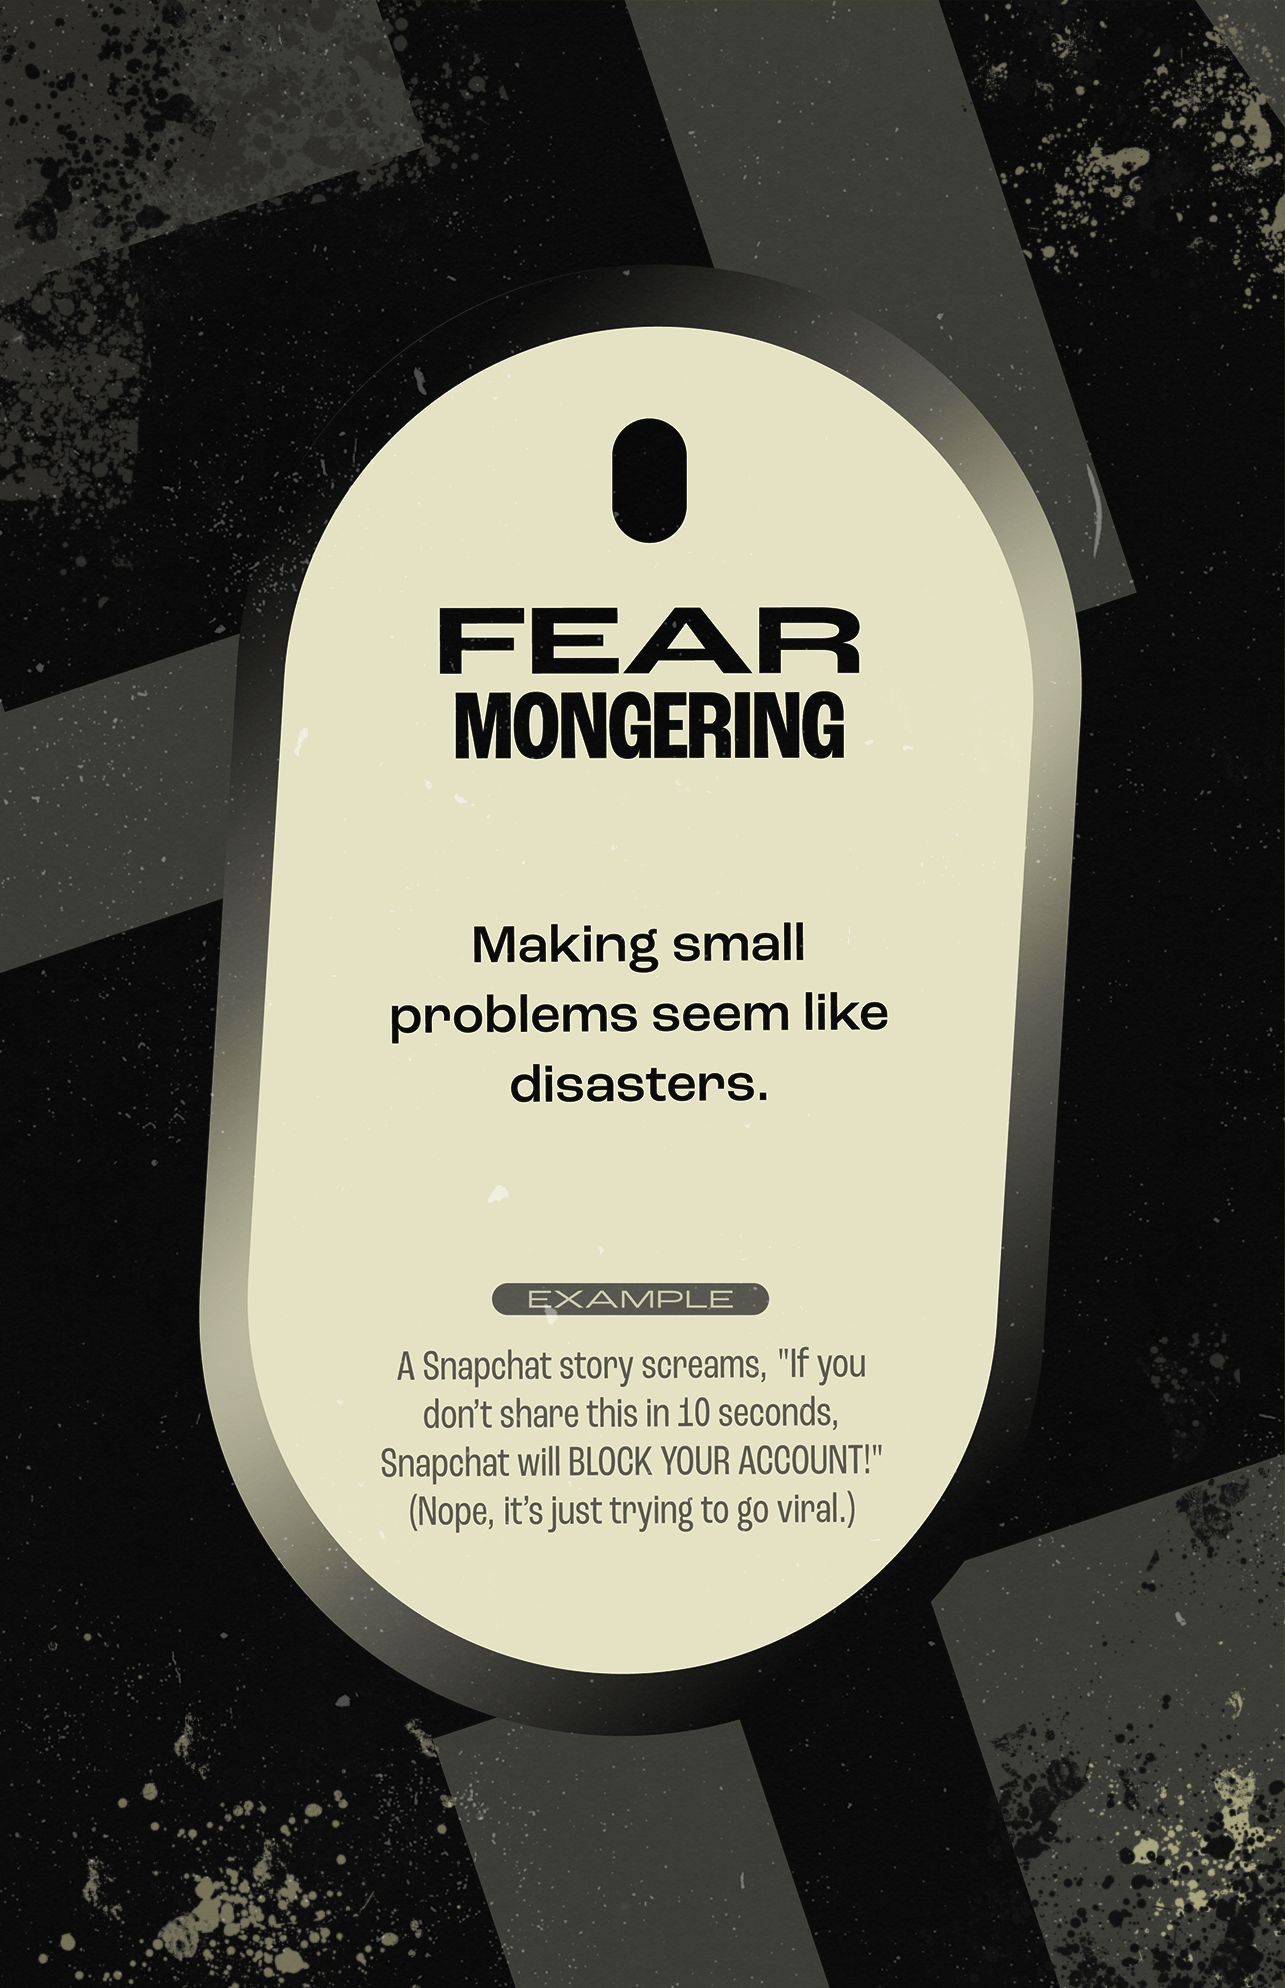 FEAR
MONGERING
Making small
problems seem like
disasters.
EXAMPLE
A Snapchat story screams, "If you
don’t share this in 10 seconds,
Snapchat will BLOCK YOUR ACCOUNT!"
(Nope, it’s just trying to go viral.)